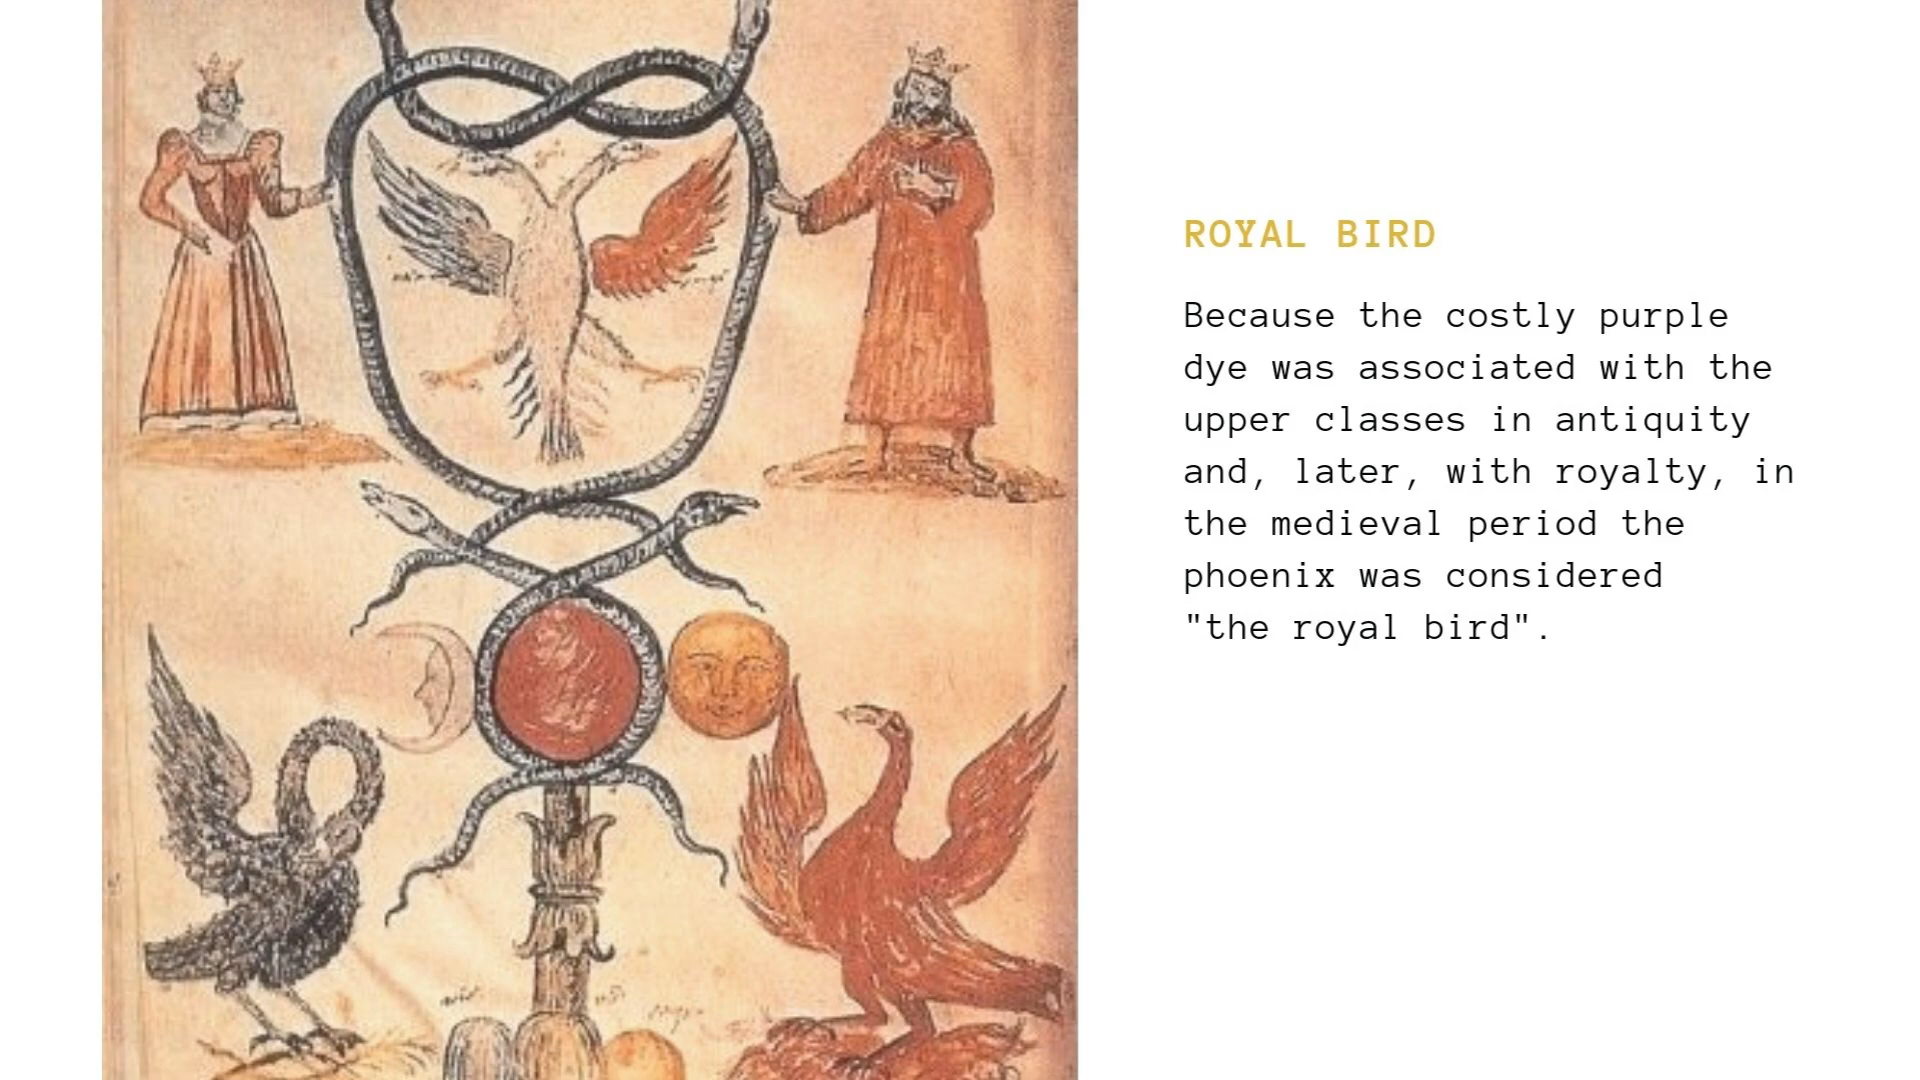 ROYAL BIRD
Because the costly purple
dye was associated with the
upper classes in antiquity
and, later, with royalty, in
the medieval period the
phoenix was considered
"the royal bird".